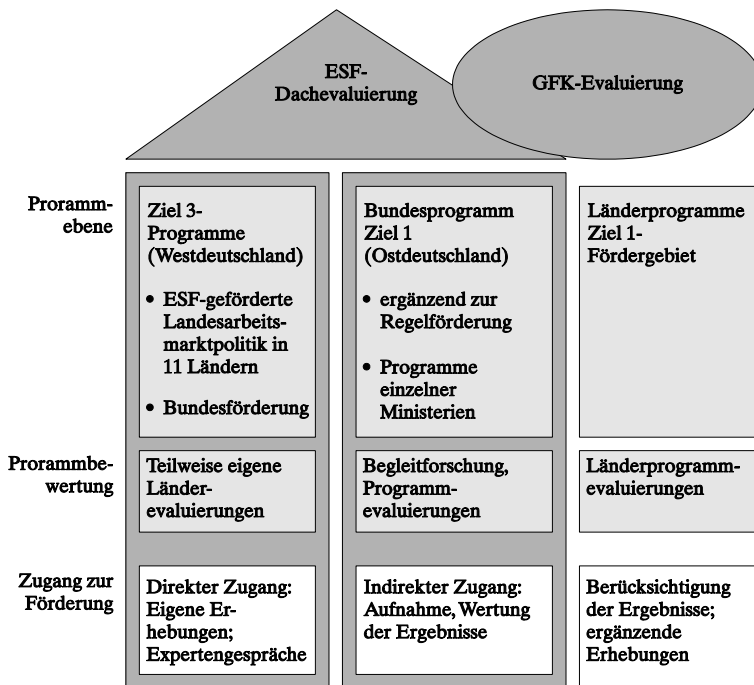 ESF-
Dachevaluierung
GFK-Evaluierung
Prorammm-
ebene
Ziel 3-
Programme
(Westdeutschland)
• ESF-geförderte
Landesarbeits-
marktpolitik in
11 Ländern
• Bundesförderung
Bundesprogramm
Ziel 1
(Ostdeutschland)
• ergänzend zur
Regelförderung
• Programme
einzelner
Ministerien
Länderprogramme
Ziel 1-
Fördergebiet
Prorammbe-
wertung
Teilweise eigene
Länder-
evaluierungen
Begleitforschung,
Programm-
evaluierungen
Länderprogramm-
evaluierungen
Zugang zur
Förderung
Direkter Zugang:
Eigene Er-
hebungen;
Expertengespräche
Indirekter Zugang:
Aufnahme, Wertung
der Ergebnisse
Berücksichtigung
der Ergebnisse;
ergänzende
Erhebungen